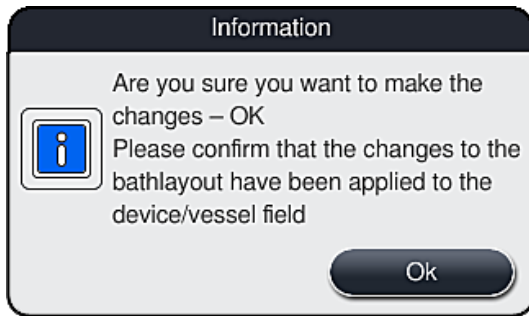 Information
Are you sure you want to make the
changes – OK
Please confirm that the changes to the
bathlayout have been applied to the
device/vessel field
Ok